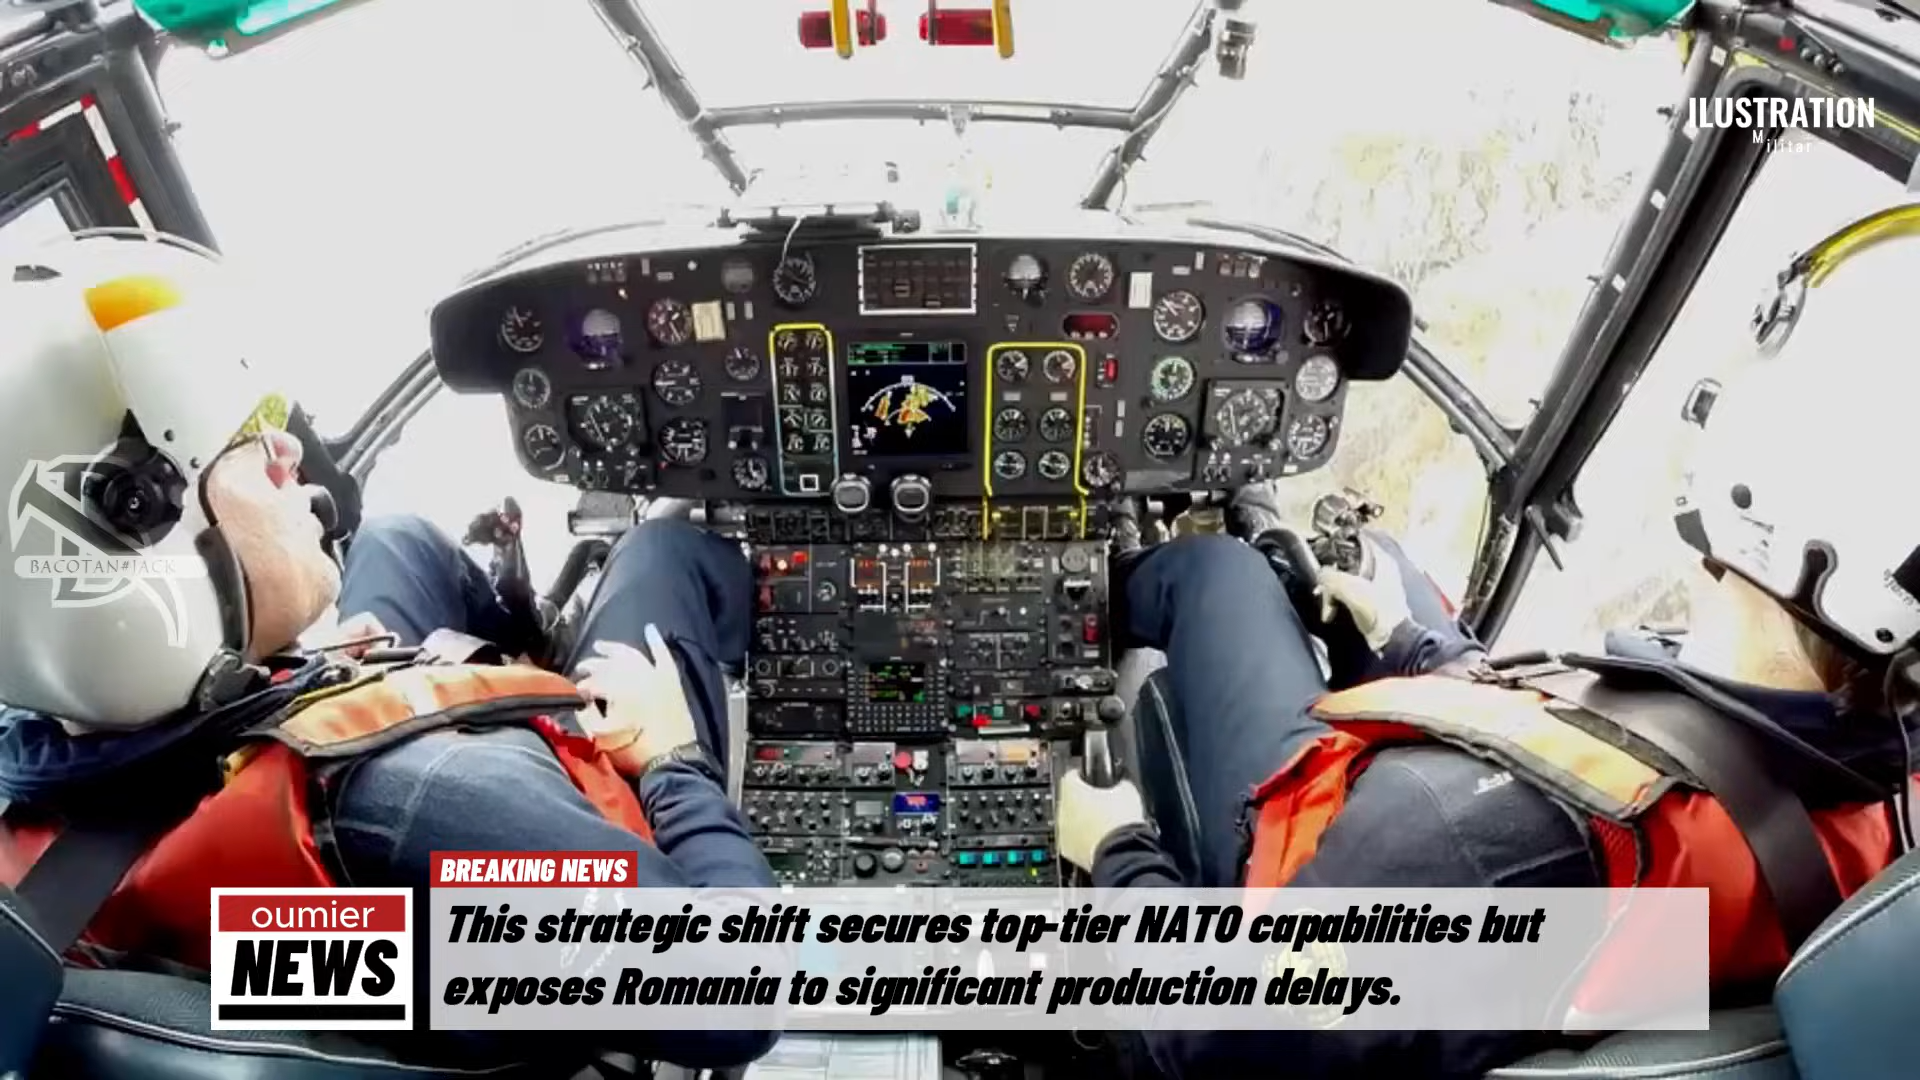 ILUSTRATION
Militar
BACOTAN#JACK
BREAKING NEWS
oumier
NEWS
This strategic shift secures top-tier NATO capabilities but
exposes Romania to significant production delays.